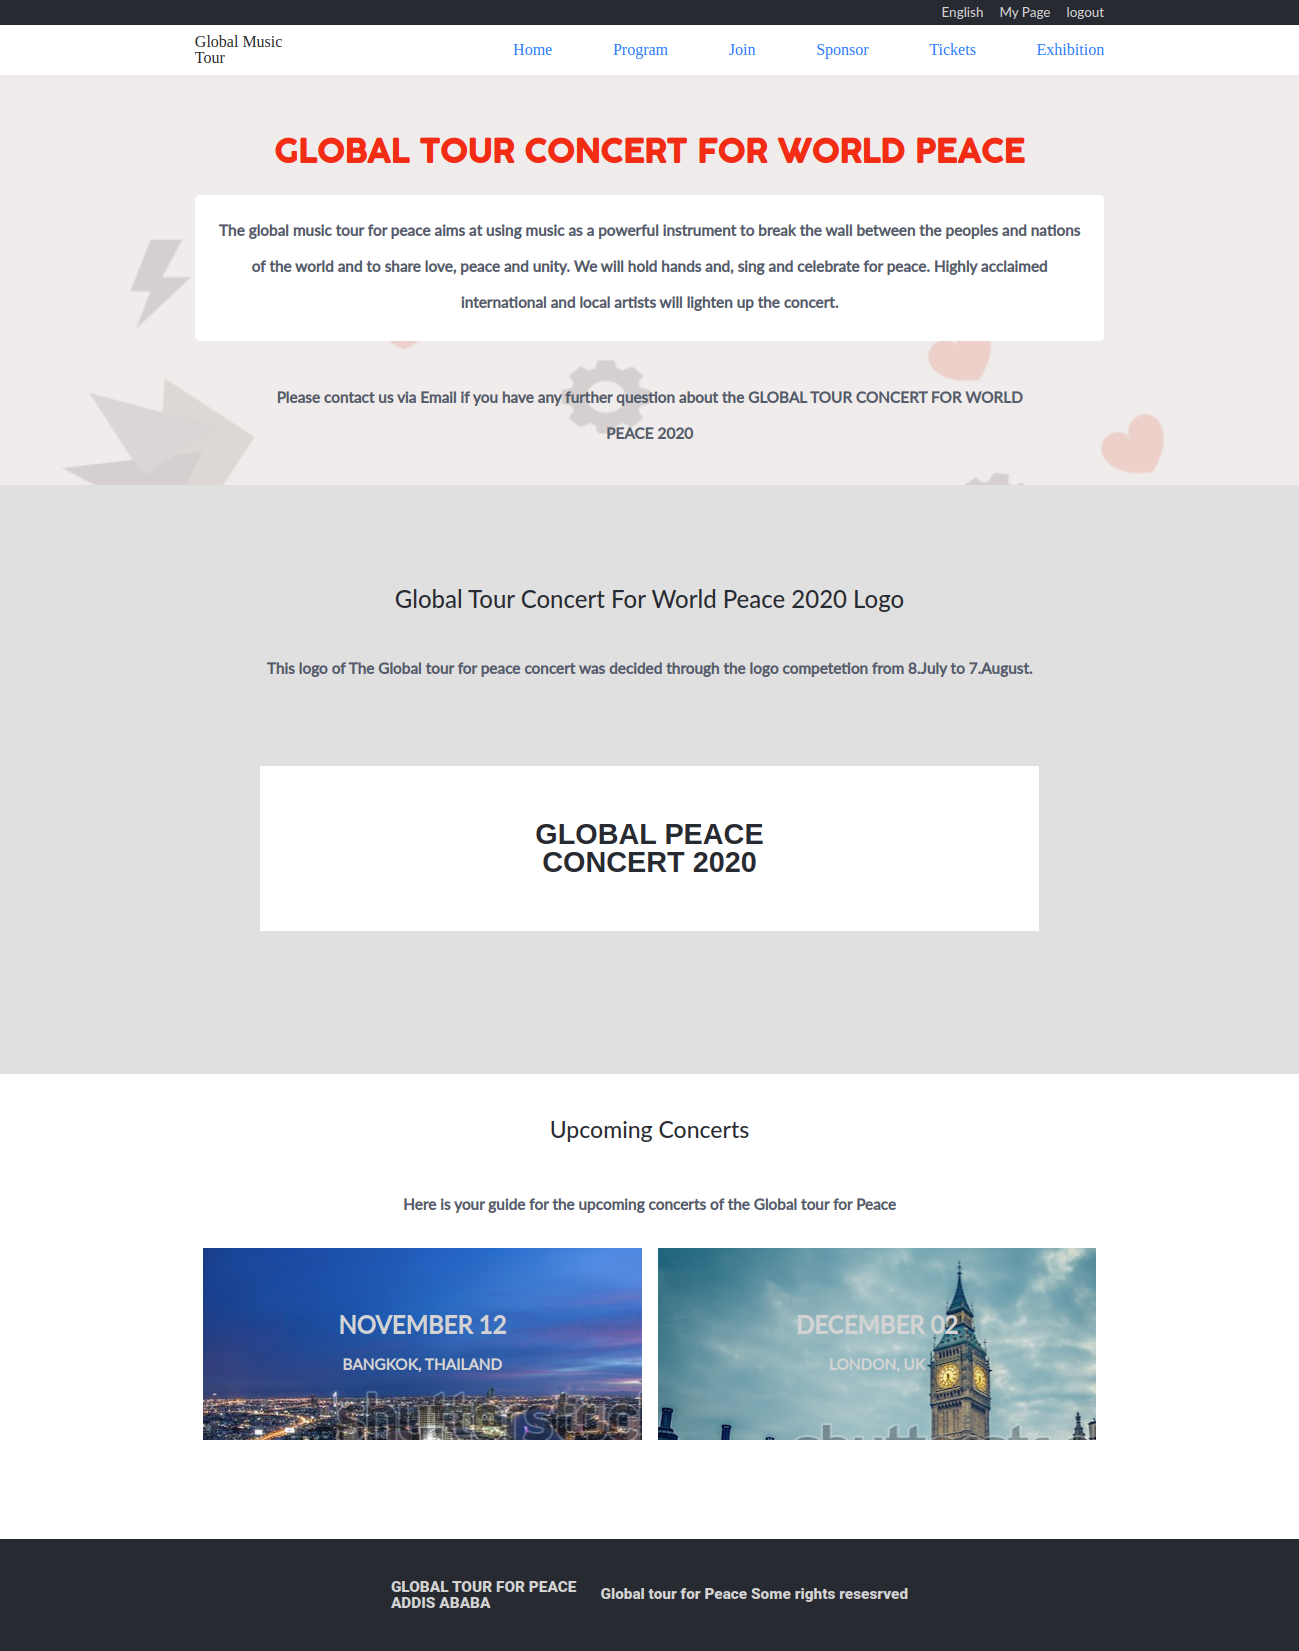 English My Page logout
Global Music
Tour
Home Program Join Sponsor Tickets Exhibition
GLOBAL TOUR CONCERT FOR WORLD PEACE
The global music tour for peace aims at using music as a powerful instrument to break the wall between the peoples and nations
of the world and to share love, peace and unity. We will hold hands and, sing and celebrate for peace. Highly acclaimed
international and local artists will lighten up the concert.
Please contact us via Email if you have any further question about the GLOBAL TOUR CONCERT FOR WORLD
PEACE 2020
Global Tour Concert For World Peace 2020 Logo
This logo of The Global tour for peace concert was decided through the logo competetion from 8.July to 7.August.
GLOBAL PEACE
CONCERT 2020
Upcoming Concerts
Here is your guide for the upcoming concerts of the Global tour for Peace
NOVEMBER 12
BANGKOK, THAILAND
shutterstoc
DECEMBER 02
LONDON, UK
GLOBAL TOUR FOR PEACE
ADDIS ABABA
Global tour for Peace Some rights resesrved